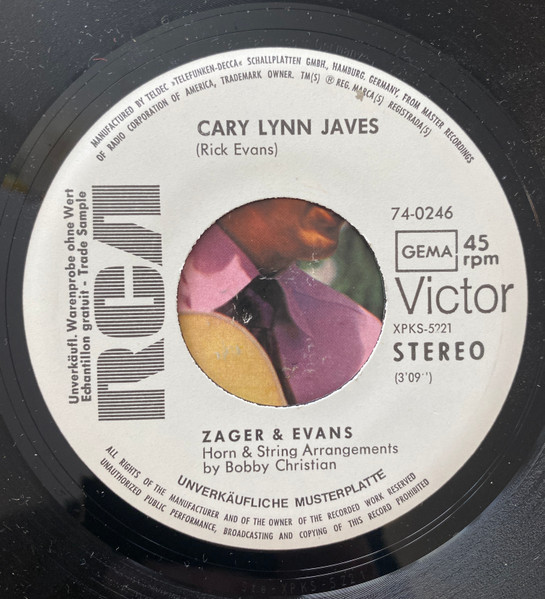 MANUFACTURED BY TELDEC »TELEFUNKEN-DECCA« SCHALLPLATTEN GMBH., HAMBURG. GERMANY, FROM MASTER RECORDINGS
OF RADIO CORPORATION OF AMERICA, TRADEMARK OWNER. TM(S) ® REG. MARCA(S) REGISTRADA(S)
CARY LYNN JAVES
(Rick Evans)
Unverkäufl. Warenprobe ohne Wert
Echantillon gratuit - Trade Sample
RCA
74-0246
GEMA
45
rpm
Victor
XPKS-5221
STEREO
(3'09'')
ZAGER & EVANS
Horn & String Arrangements
by Bobby Christian
UNVERKÄUFLICHE MUSTERPLATTE
ALL RIGHTS OF THE MANUFACTURER AND OF THE OWNER OF THE RECORDED WORK RESERVED
UNAUTHORIZED PUBLIC PERFORMANCE, BROADCASTING AND COPYING OF THIS RECORD PROHIBITED